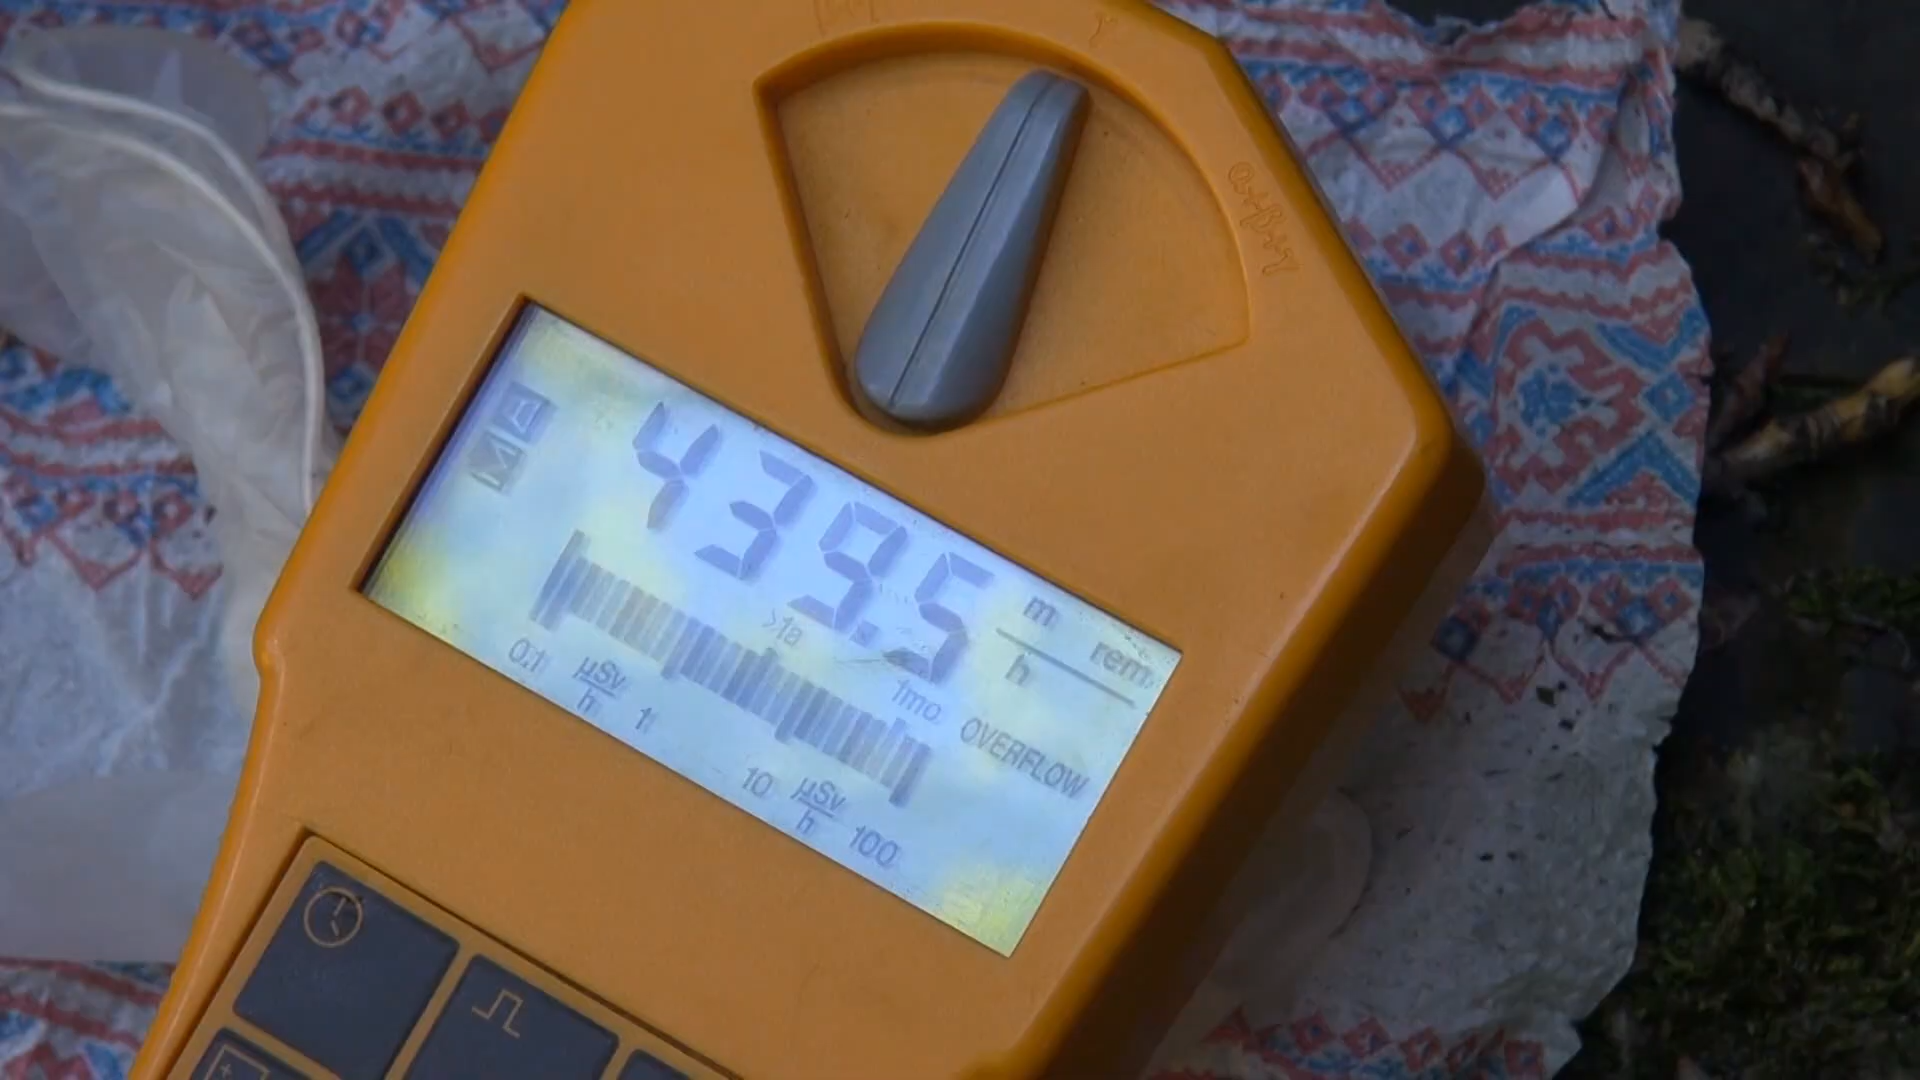 γ
α+β+γ
439.5 m rem
h
>1a
1mo. OVERFLOW
0.1 µSv/h 1
10 µSv/h 100